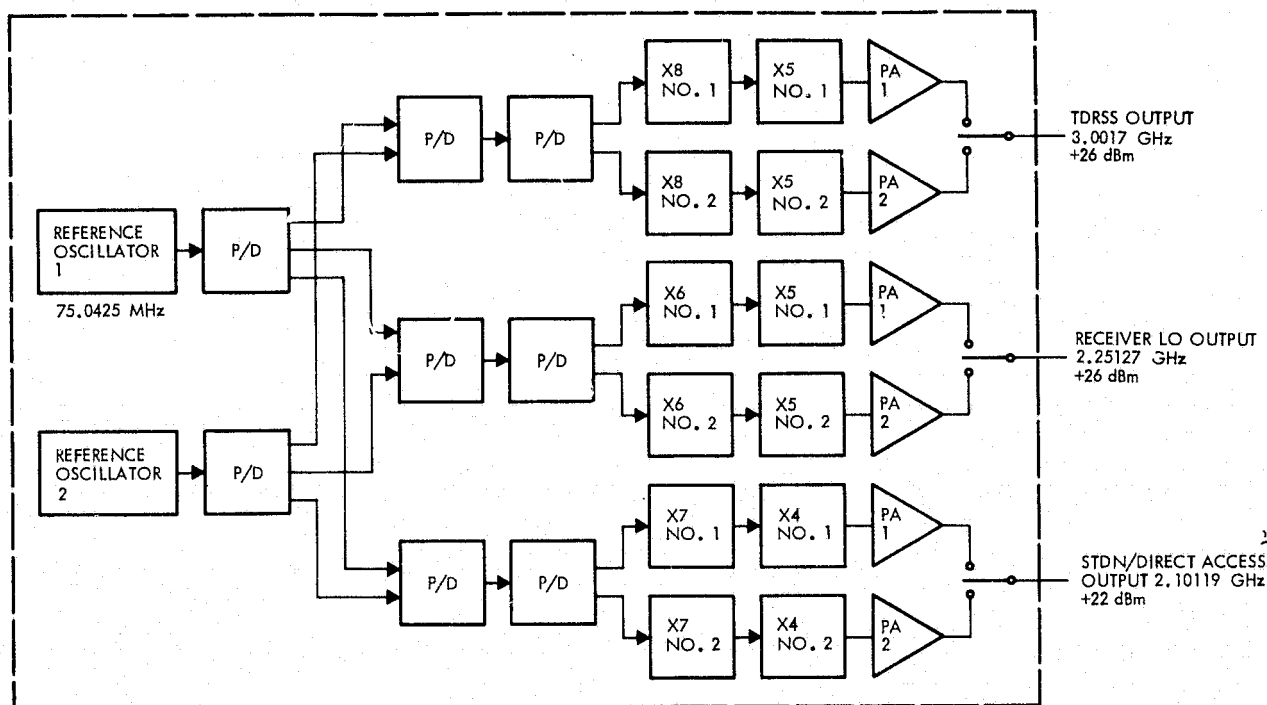 X8
NO. 1
X5
NO. 1
PA
1
TDRSS OUTPUT
3.0017 GHz
+26 dBm
P/D
P/D
X8
NO. 2
X5
NO. 2
PA
2
REFERENCE
OSCILLATOR
1
P/D
75.0425 MHz
X6
NO. 1
X5
NO. 1
PA
1
RECEIVER LO OUTPUT
2.25127 GHz
+26 dBm
P/D
P/D
X6
NO. 2
X5
NO. 2
PA
2
REFERENCE
OSCILLATOR
2
P/D
X7
NO. 1
X4
NO. 1
PA
1
STDN/DIRECT ACCESS
OUTPUT 2.10119 GHz
+22 dBm
P/D
P/D
X7
NO. 2
X4
NO. 2
PA
2